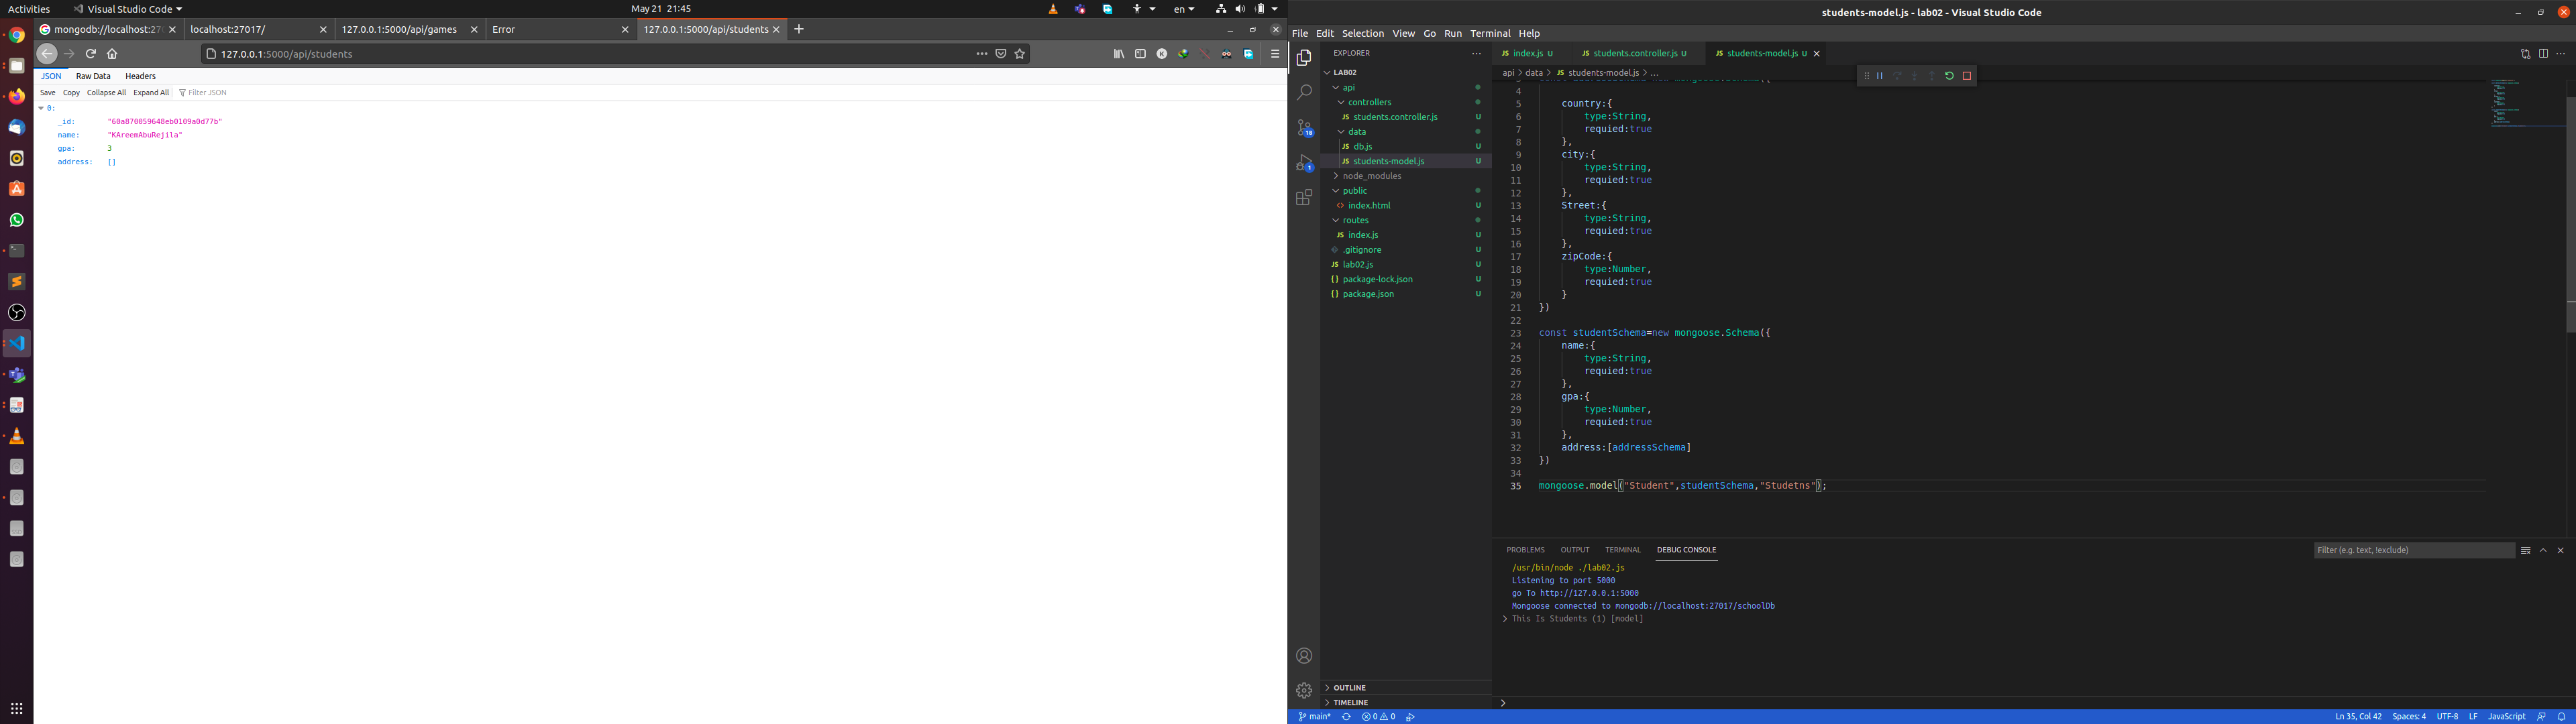 Activities
Visual Studio Code
May 21 21:45
en
mongodb://localhost:270
localhost:27017/
127.0.0.1:5000/api/games
Error
127.0.0.1:5000/api/students
127.0.0.1:5000/api/students
JSON
Raw Data
Headers
Save
Copy
Collapse All
Expand All
Filter JSON
0:
_id: "60a870059648eb0109a0d77b"
name: "KAreemAbuRejila"
gpa: 3
address: []
students-model.js - lab02 - Visual Studio Code
File Edit Selection View Go Run Terminal Help
EXPLORER
LAB02
api
controllers
JS students.controller.js U
data
JS db.js U
JS students-model.js U
node_modules
public
<> index.html U
routes
JS index.js U
.gitignore U
JS lab02.js U
{} package-lock.json U
{} package.json U
OUTLINE
TIMELINE
18
1
JS index.js U
JS students.controller.js U
JS students-model.js U
api > data > JS students-model.js > ...
4
5 country:{
6 type:String,
7 requied:true
8 },
9 city:{
10 type:String,
11 requied:true
12 },
13 Street:{
14 type:String,
15 requied:true
16 },
17 zipCode:{
18 type:Number,
19 requied:true
20 }
21 })
22
23 const studentSchema=new mongoose.Schema({
24 name:{
25 type:String,
26 requied:true
27 },
28 gpa:{
29 type:Number,
30 requied:true
31 },
32 address:[addressSchema]
33 })
34
35 mongoose.model("Student",studentSchema,"Studetns");
PROBLEMS OUTPUT TERMINAL DEBUG CONSOLE
Filter (e.g. text, !exclude)
/usr/bin/node ./lab02.js
Listening to port 5000
go To http://127.0.0.1:5000
Mongoose connected to mongodb://localhost:27017/schoolDb
> This Is Students (1) [model]
main*
0 0
Ln 35, Col 42
Spaces: 4
UTF-8
LF
JavaScript